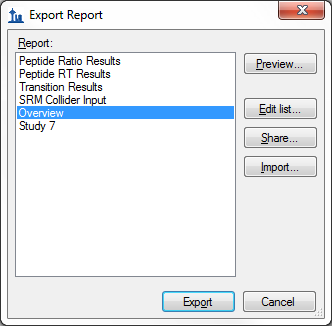 Export Report
Report:
Peptide Ratio Results
Peptide RT Results
Transition Results
SRM Collider Input
Overview
Study 7
Preview...
Edit list...
Share...
Import...
Export
Cancel